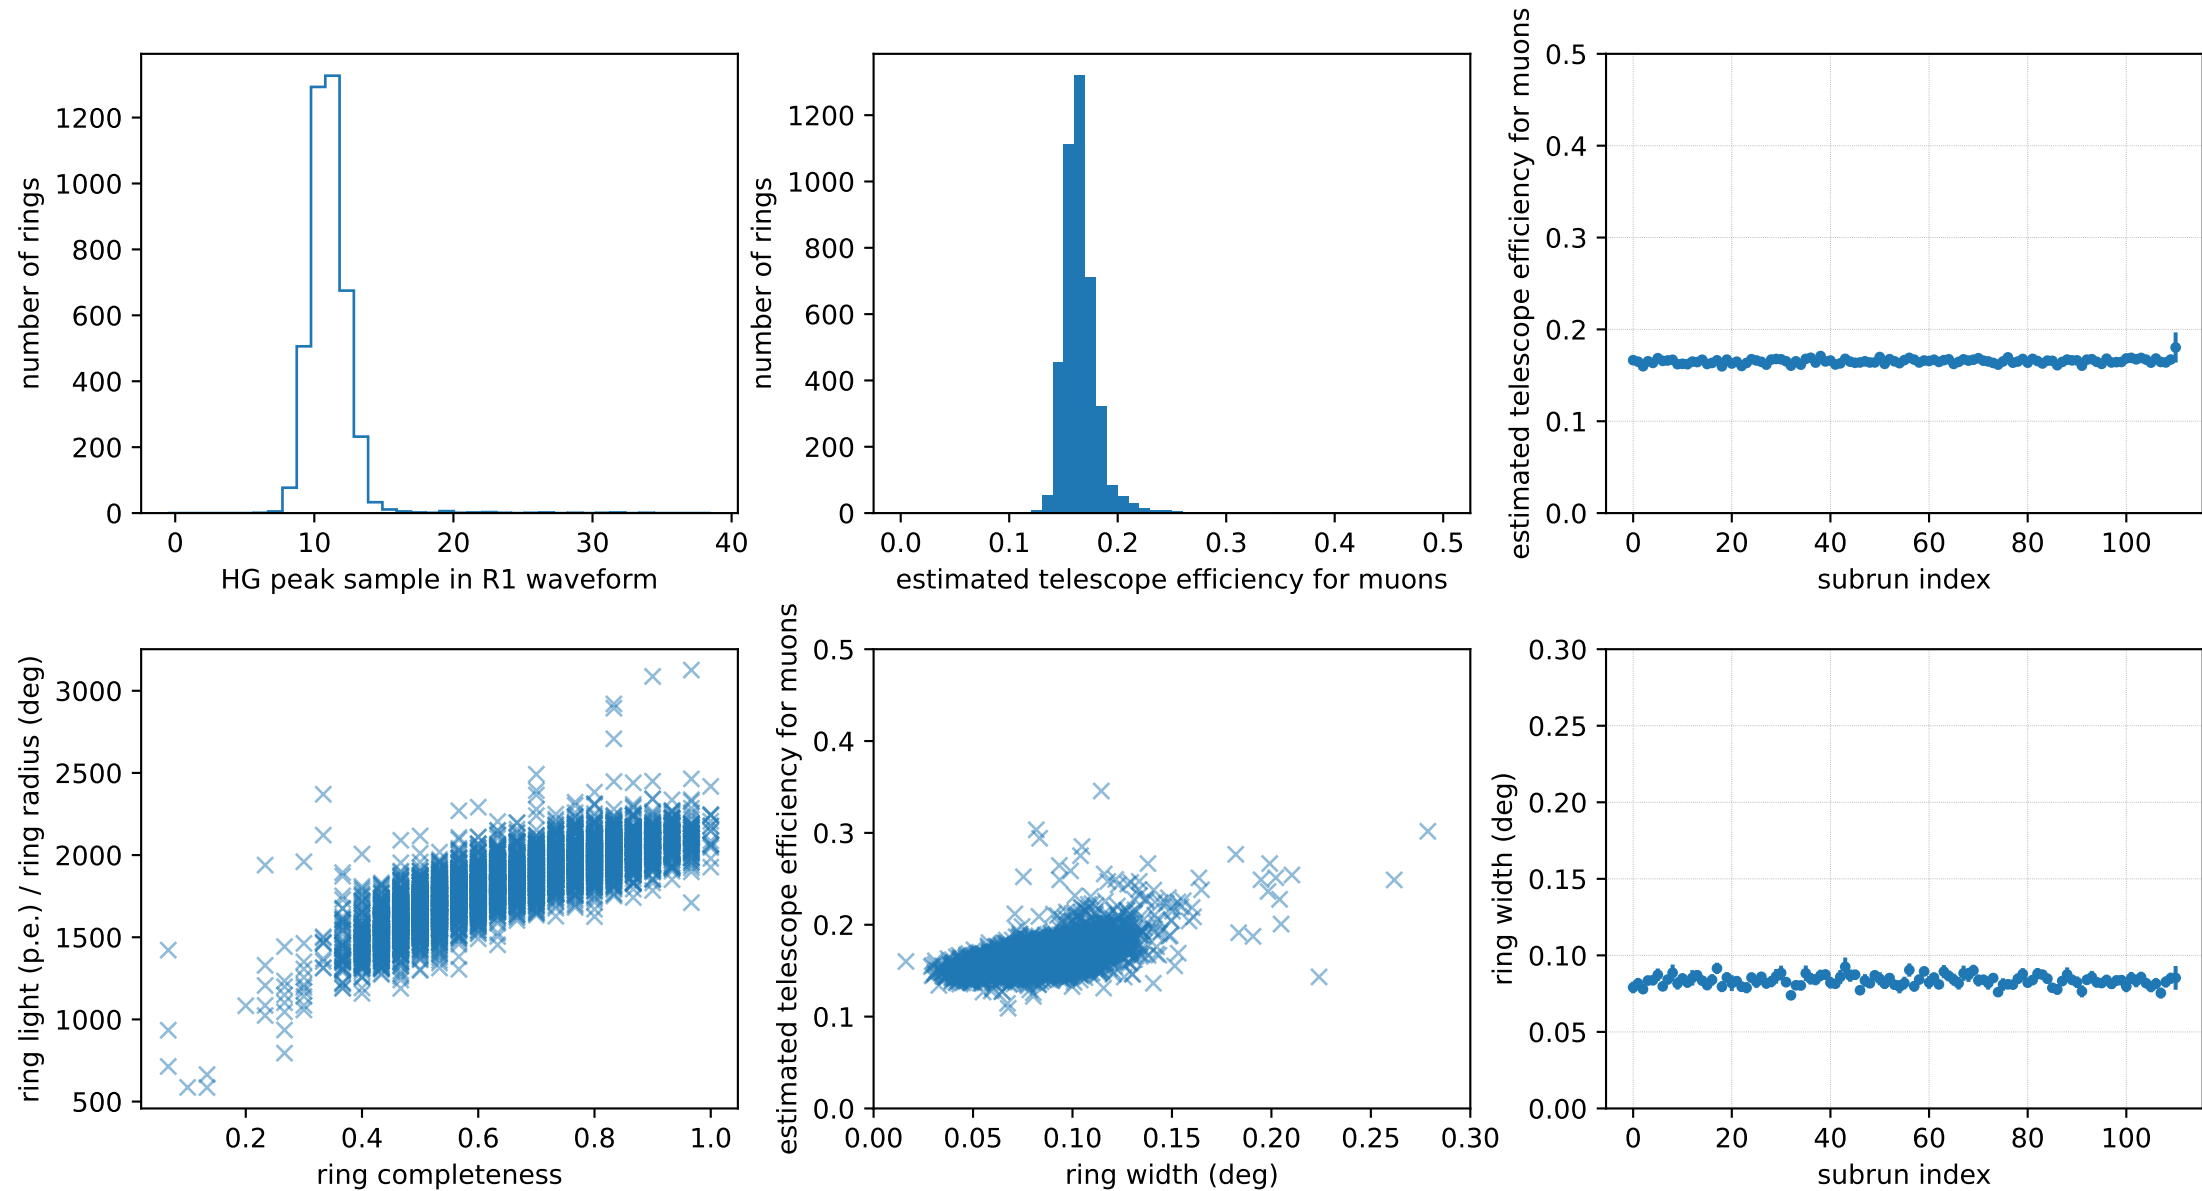 1200
1000
800
600
400
200
0
number of rings
0 10 20 30 40
HG peak sample in R1 waveform
1200
1000
800
600
400
200
0
number of rings
0.0 0.1 0.2 0.3 0.4 0.5
estimated telescope efficiency for muons
0.5
0.4
0.3
0.2
0.1
0.0
estimated telescope efficiency for muons
0 20 40 60 80 100
subrun index
3000
2500
2000
1500
1000
500
ring light (p.e.) / ring radius (deg)
0.2 0.4 0.6 0.8 1.0
ring completeness
0.5
0.4
0.3
0.2
0.1
0.0
estimated telescope efficiency for muons
0.00 0.05 0.10 0.15 0.20 0.25 0.30
ring width (deg)
0.30
0.25
0.20
0.15
0.10
0.05
0.00
ring width (deg)
0 20 40 60 80 100
subrun index